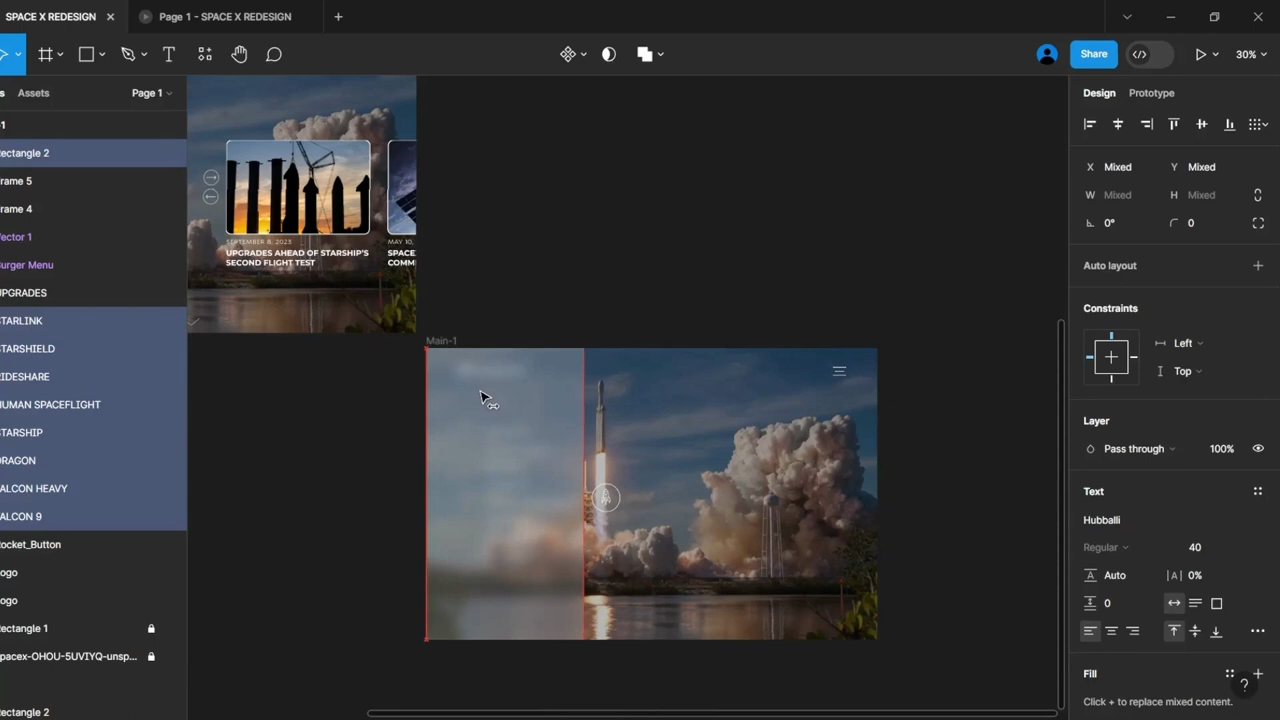 SPACE X REDESIGN
Page 1 - SPACE X REDESIGN
Share
30%
s
Assets
Page 1
Design
Prototype
-1
ectangle 2
rame 5
rame 4
ector 1
urger Menu
PGRADES
TARLINK
TARSHIELD
IDESHARE
UMAN SPACEFLIGHT
TARSHIP
RAGON
ALCON HEAVY
ALCON 9
ocket_Button
ogo
ogo
ectangle 1
pacex-OHOU-5UVIYQ-unsp...
ectangle 2
SEPTEMBER 8, 2023
UPGRADES AHEAD OF STARSHIP'S
SECOND FLIGHT TEST
MAY 10,
SPACE
COMM
Main-1
X Mixed
Y Mixed
W Mixed
H Mixed
0°
0
Auto layout
Constraints
Left
Top
Layer
Pass through
100%
Text
Hubballi
Regular
40
Auto
|A| 0%
0
Fill
?
Click + to replace mixed content.